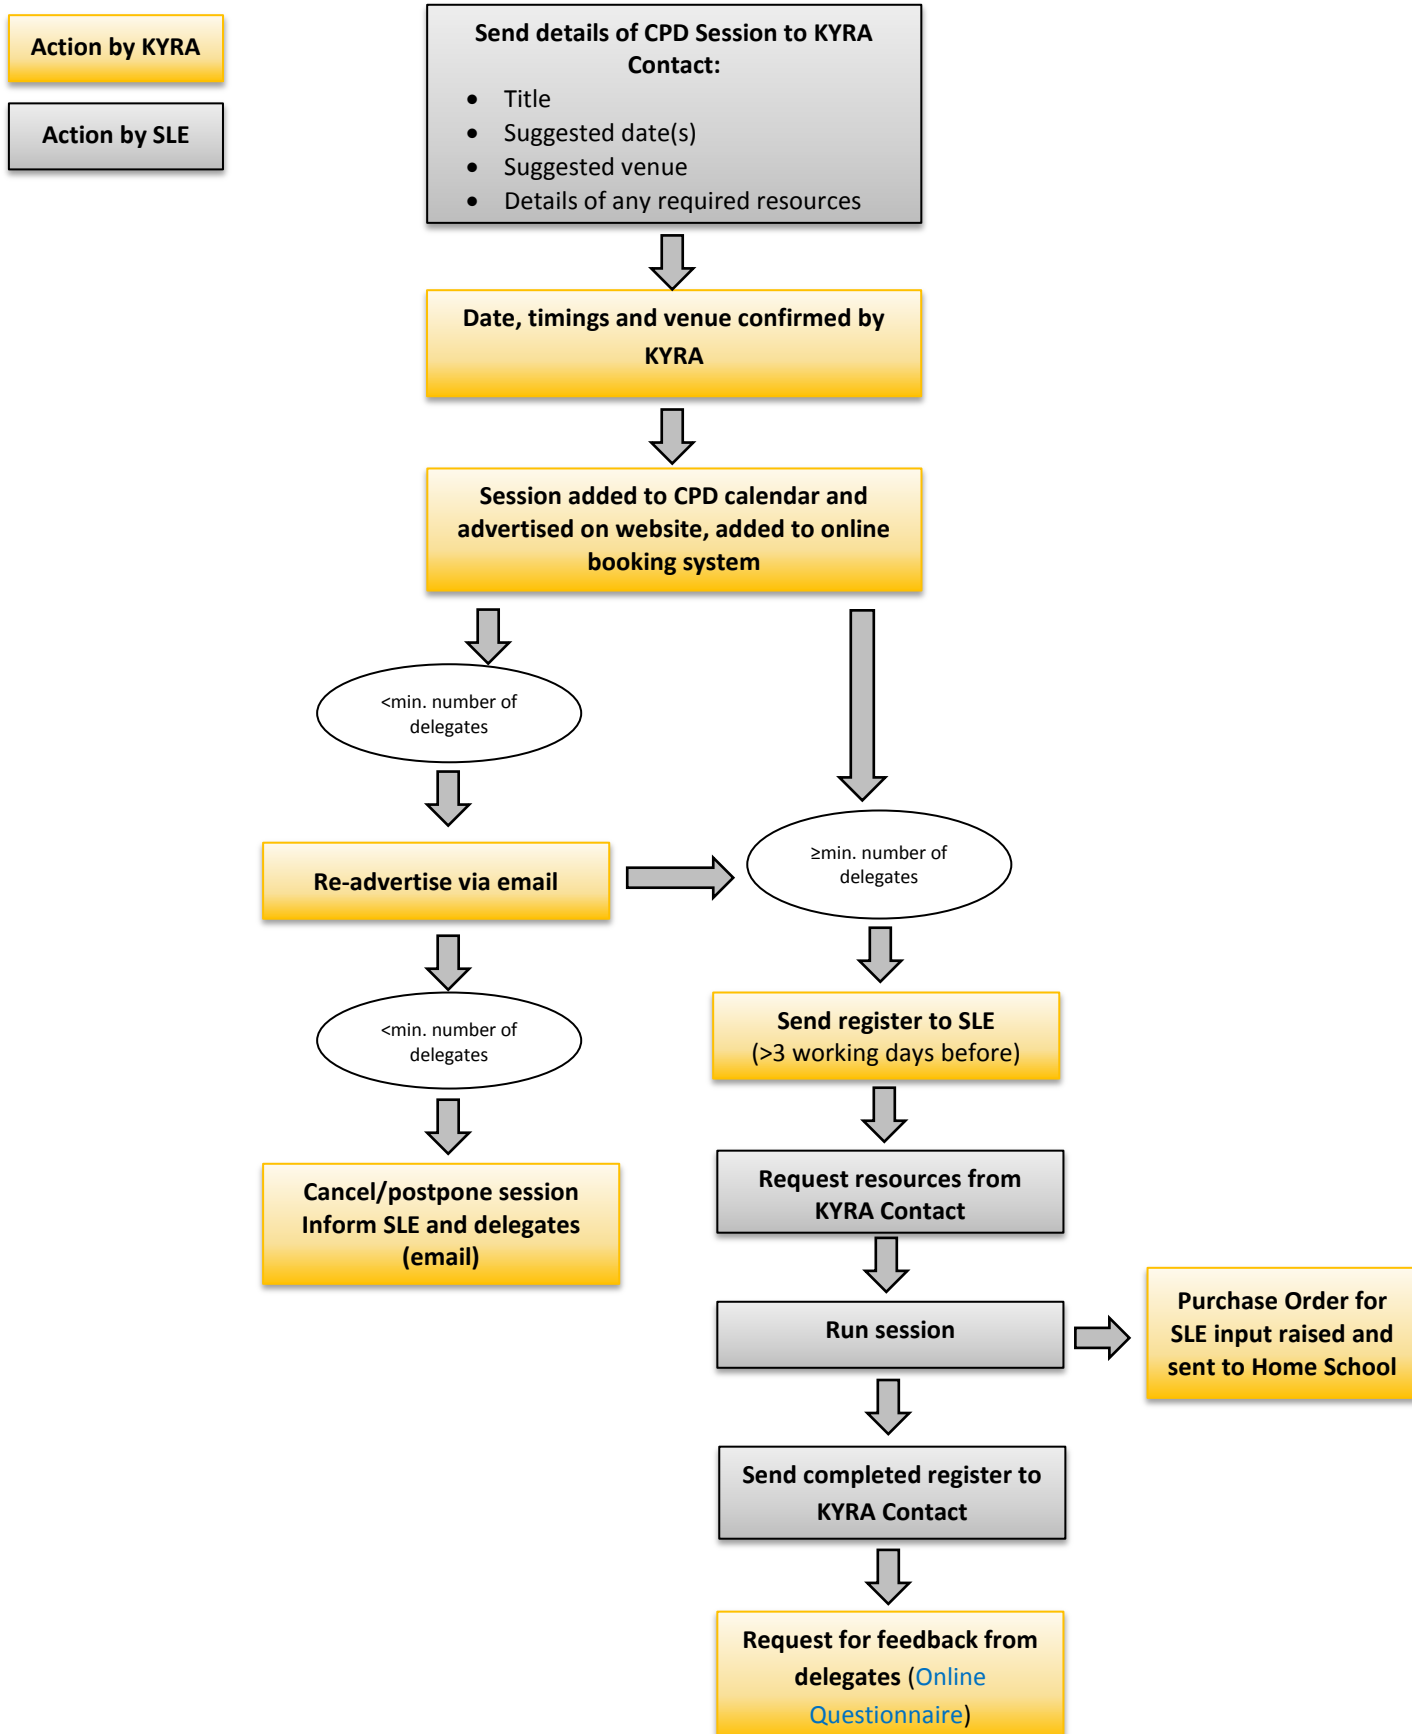 Action by KYRA
Action by SLE
Send details of CPD Session to KYRA
Contact:
• Title
• Suggested date(s)
• Suggested venue
• Details of any required resources
Date, timings and venue confirmed by
KYRA
Session added to CPD calendar and
advertised on website, added to online
booking system
<min. number of
delegates
Re-advertise via email
≥min. number of
delegates
<min. number of
delegates
Send register to SLE
(>3 working days before)
Cancel/postpone session
Inform SLE and delegates
(email)
Request resources from
KYRA Contact
Run session
Purchase Order for
SLE input raised and
sent to Home School
Send completed register to
KYRA Contact
Request for feedback from
delegates (Online
Questionnaire)